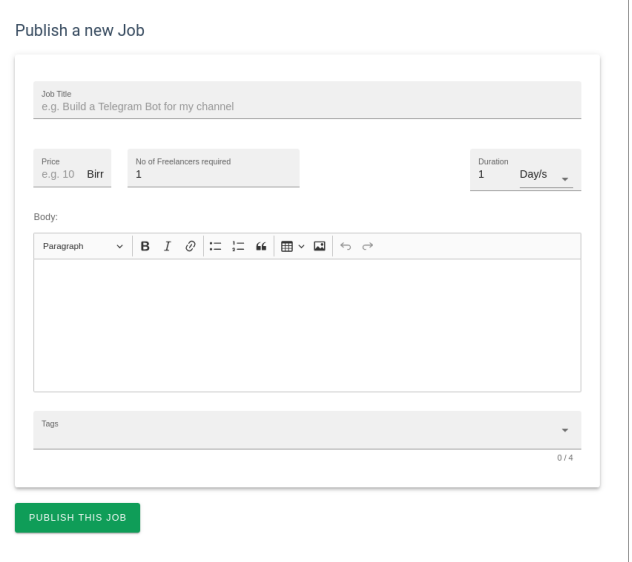 Publish a new Job
Job Title
e.g. Build a Telegram Bot for my channel
Price
e.g. 10 Birr
No of Freelancers required
1
Duration
1 Day/s
Body:
Paragraph
Tags
0 / 4
PUBLISH THIS JOB